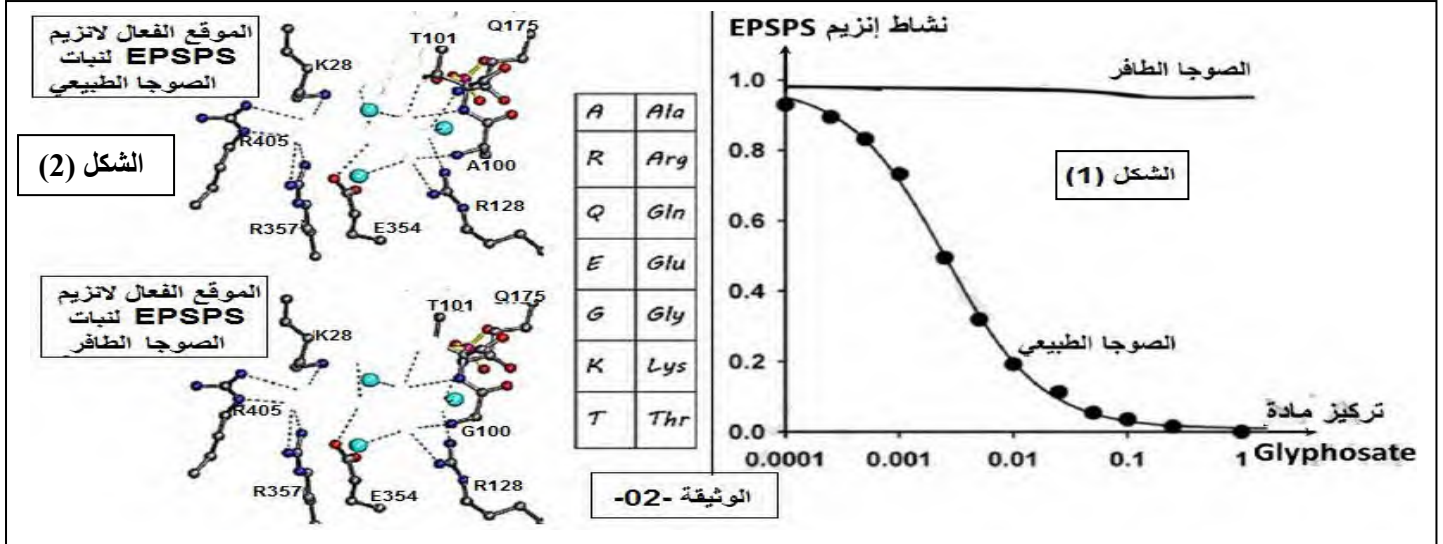 الموقع الفعال لانزيم
EPSPS لنبات
الصوجا الطبيعي
الشكل (2)
K28
T101
Q175
R405
A100
R128
R357
E354
الموقع الفعال لانزيم
EPSPS لنبات
الصوجا الطافر
K28
T101
Q175
R405
G100
R128
R357
E354
A Ala
R Arg
Q Gln
E Glu
G Gly
K Lys
T Thr
الوثيقة -02-
نشاط إنزيم EPSPS
الصوجا الطافر
الشكل (1)
الصوجا الطبيعي
1.0
0.8
0.6
0.4
0.2
0.0
0.0001 0.001 0.01 0.1 1
تركيز مادة
Glyphosate